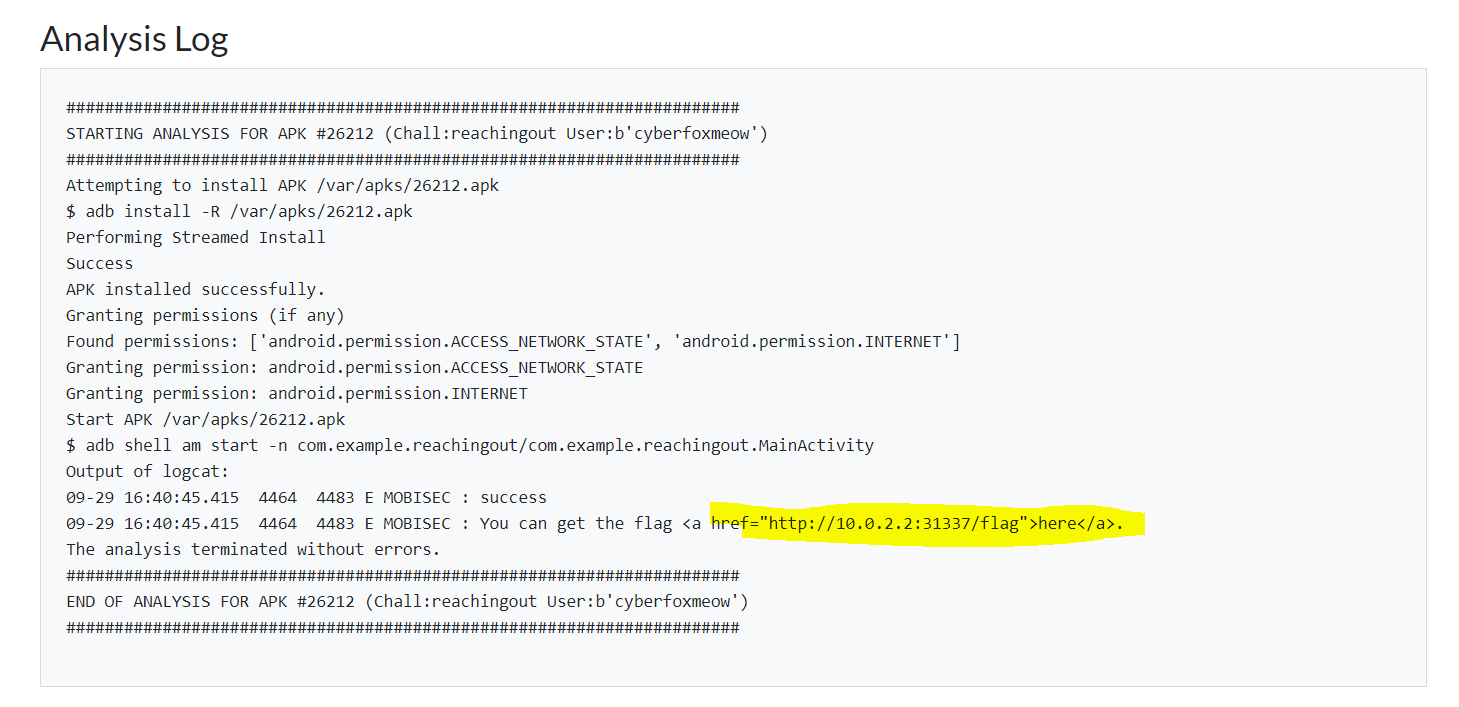 Analysis Log
######################################################################
STARTING ANALYSIS FOR APK #26212 (Chall:reachingout User:b'cyberfoxmeow')
######################################################################
Attempting to install APK /var/apks/26212.apk
$ adb install -R /var/apks/26212.apk
Performing Streamed Install
Success
APK installed successfully.
Granting permissions (if any)
Found permissions: ['android.permission.ACCESS_NETWORK_STATE', 'android.permission.INTERNET']
Granting permission: android.permission.ACCESS_NETWORK_STATE
Granting permission: android.permission.INTERNET
Start APK /var/apks/26212.apk
$ adb shell am start -n com.example.reachingout/com.example.reachingout.MainActivity
Output of logcat:
09-29 16:40:45.415  4464  4483 E MOBISEC : success
09-29 16:40:45.415  4464  4483 E MOBISEC : You can get the flag <a href="http://10.0.2.2:31337/flag">here</a>.
The analysis terminated without errors.
######################################################################
END OF ANALYSIS FOR APK #26212 (Chall:reachingout User:b'cyberfoxmeow')
######################################################################